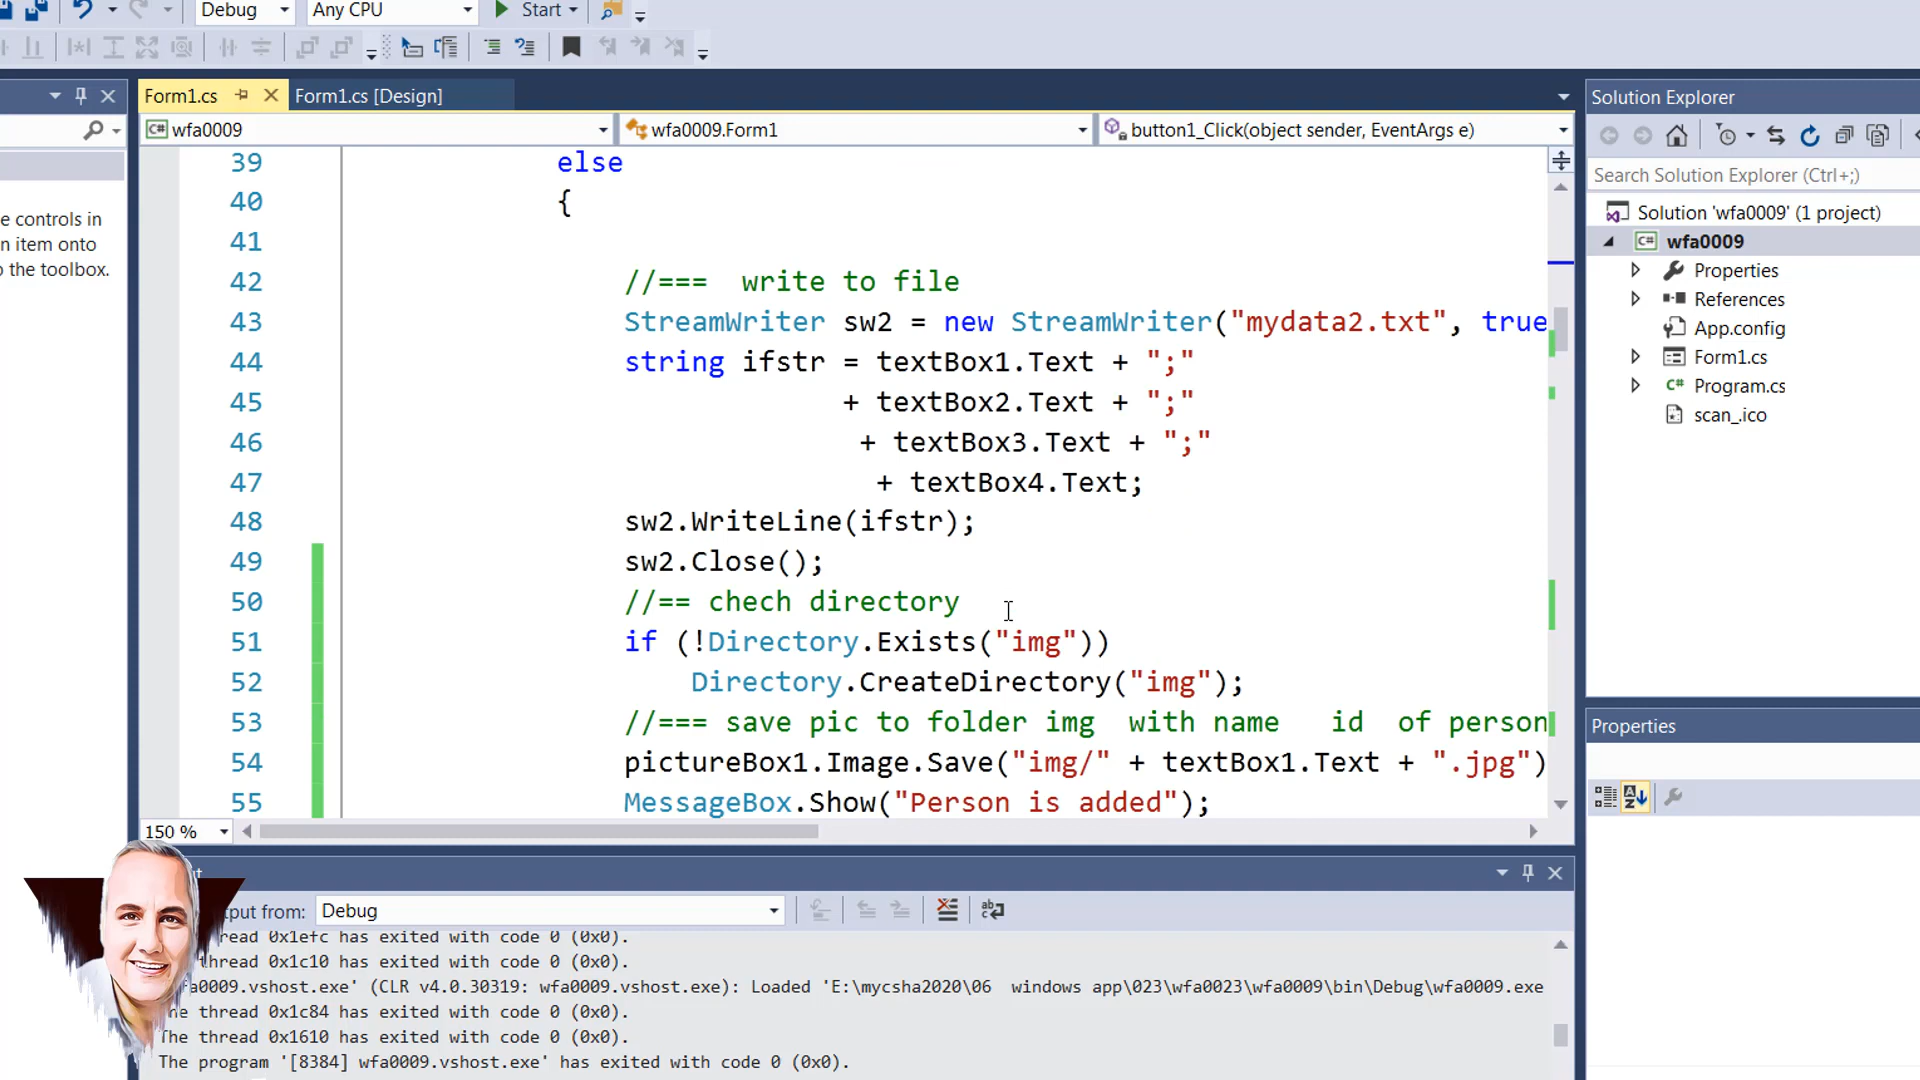 Debug Any CPU Start
Form1.cs Form1.cs [Design]
wfa0009 wfa0009.Form1 button1_Click(object sender, EventArgs e)
e controls in
n item onto
o the toolbox.
39 else
40 {
41
42 //===  write to file
43 StreamWriter sw2 = new StreamWriter("mydata2.txt", true
44 string ifstr = textBox1.Text + ";"
45 + textBox2.Text + ";"
46 + textBox3.Text + ";"
47 + textBox4.Text;
48 sw2.WriteLine(ifstr);
49 sw2.Close();
50 //== chech directory
51 if (!Directory.Exists("img"))
52 Directory.CreateDirectory("img");
53 //=== save pic to folder img  with name   id  of person
54 pictureBox1.Image.Save("img/" + textBox1.Text + ".jpg")
55 MessageBox.Show("Person is added");
150 %
Solution Explorer
Search Solution Explorer (Ctrl+;)
Solution 'wfa0009' (1 project)
wfa0009
Properties
References
App.config
Form1.cs
Program.cs
scan_.ico
Properties
put from: Debug
read 0x1efc has exited with code 0 (0x0).
thread 0x1c10 has exited with code 0 (0x0).
fa0009.vshost.exe' (CLR v4.0.30319: wfa0009.vshost.exe): Loaded 'E:\mycsha2020\06  windows app\023\wfa0023\wfa0009\bin\Debug\wfa0009.exe
he thread 0x1c84 has exited with code 0 (0x0).
The thread 0x1610 has exited with code 0 (0x0).
The program '[8384] wfa0009.vshost.exe' has exited with code 0 (0x0).